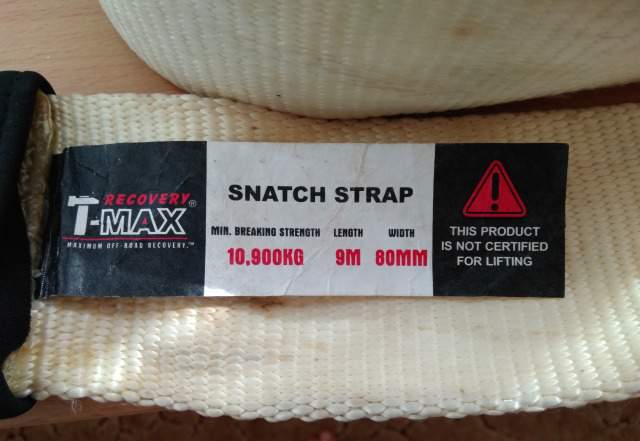 RECOVERY
T-MAX®
MAXIMUM OFF-ROAD RECOVERY.™
SNATCH STRAP
MIN. BREAKING STRENGTH LENGTH WIDTH
10,900KG 9M 80MM
THIS PRODUCT
IS NOT CERTIFIED
FOR LIFTING